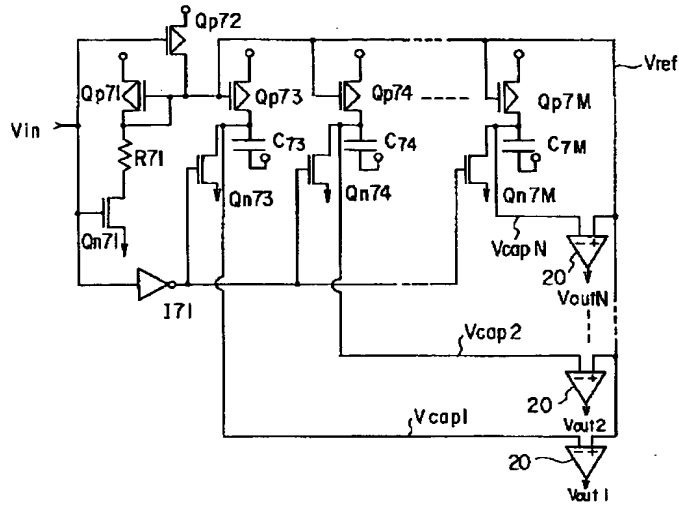 Qp72
Vref
Qp71
Qp73
Qp74
Qp7M
Vin
R71
C73
C74
C7M
Qn71
Qn73
Qn74
Qn7M
I71
VcapN
20
VoutN
Vcap2
20
Vout2
Vcap1
20
Vout1